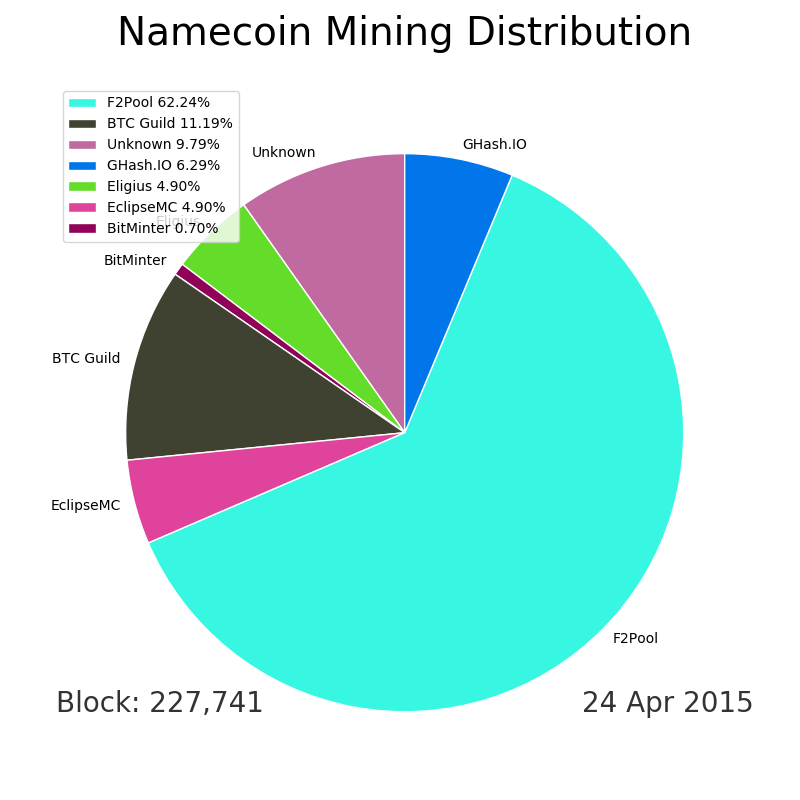 Namecoin Mining Distribution
F2Pool 62.24%
BTC Guild 11.19%
Unknown 9.79%
GHash.IO 6.29%
Eligius 4.90%
EclipseMC 4.90%
BitMinter 0.70%
Unknown
GHash.IO
Eligius
BitMinter
BTC Guild
EclipseMC
F2Pool
Block: 227,741
24 Apr 2015